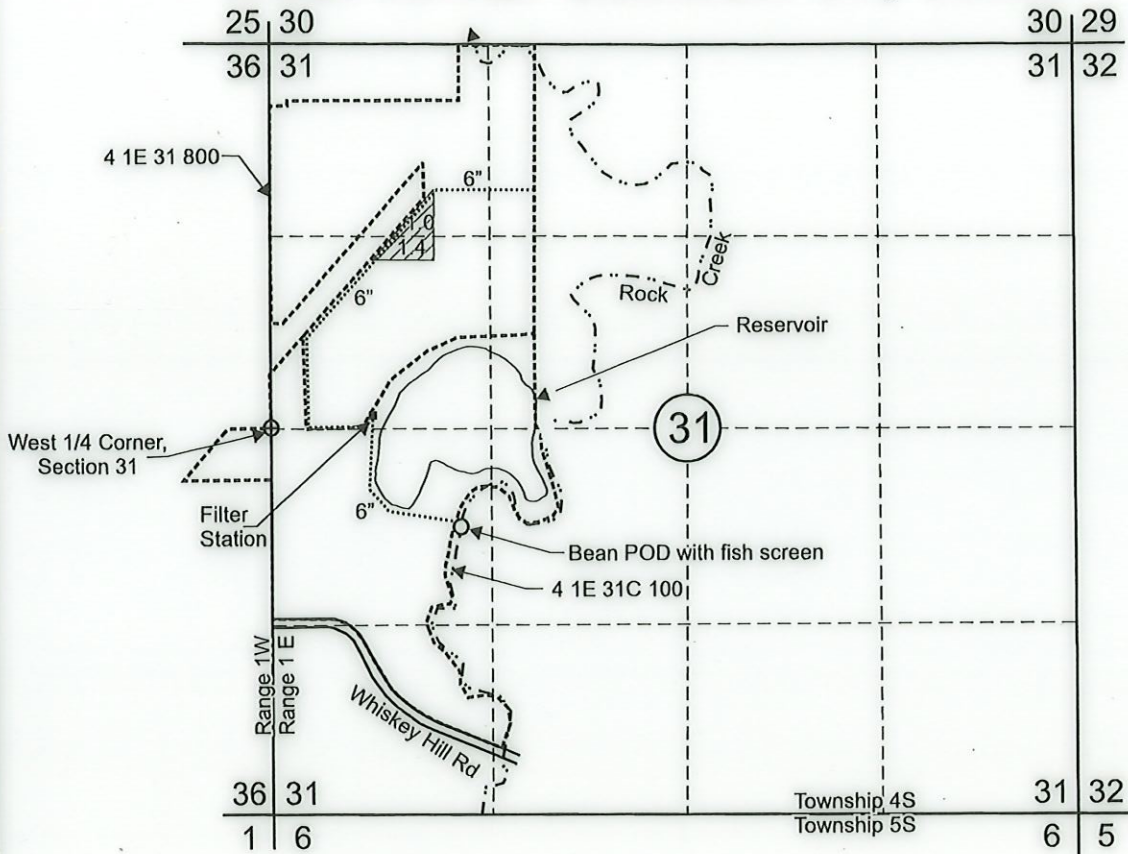 25 30
30 29
36 31
31 32
4 1E 31 800
6"
1.4
6"
Rock Creek
Reservoir
31
West 1/4 Corner,
Section 31
Filter
Station
6"
Bean POD with fish screen
4 1E 31C 100
Range 1W
Range 1 E
Whiskey Hill Rd
Township 4S
Township 5S
36 31
31 32
1 6
6 5